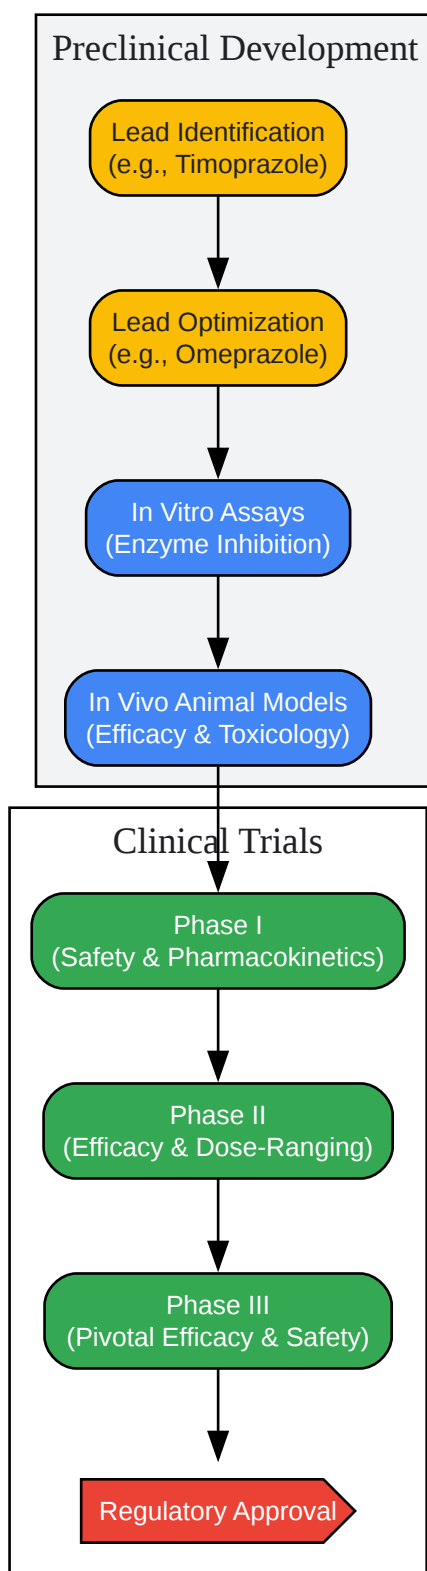 Preclinical Development
Lead Identification
(e.g., Timoprazole)
Lead Optimization
(e.g., Omeprazole)
In Vitro Assays
(Enzyme Inhibition)
In Vivo Animal Models
(Efficacy & Toxicology)
Clinical Trials
Phase I
(Safety & Pharmacokinetics)
Phase II
(Efficacy & Dose-Ranging)
Phase III
(Pivotal Efficacy & Safety)
Regulatory Approval